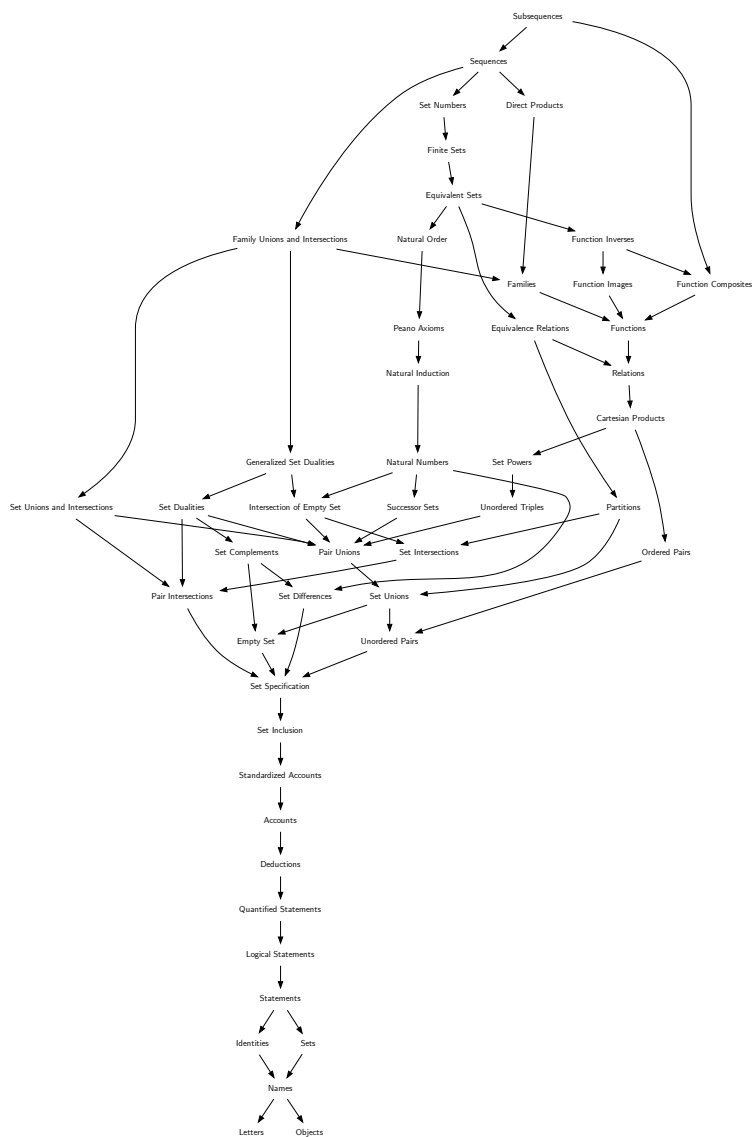 Subsequences
Sequences
Set Numbers
Direct Products
Finite Sets
Equivalent Sets
Family Unions and Intersections
Natural Order
Function Inverses
Families
Function Images
Function Composites
Peano Axioms
Equivalence Relations
Functions
Natural Induction
Relations
Cartesian Products
Generalized Set Dualities
Natural Numbers
Set Powers
Set Unions and Intersections
Set Dualities
Intersection of Empty Set
Successor Sets
Unordered Triples
Partitions
Set Complements
Pair Unions
Set Intersections
Ordered Pairs
Pair Intersections
Set Differences
Set Unions
Empty Set
Unordered Pairs
Set Specification
Set Inclusion
Standardized Accounts
Accounts
Deductions
Quantified Statements
Logical Statements
Statements
Identities
Sets
Names
Letters
Objects